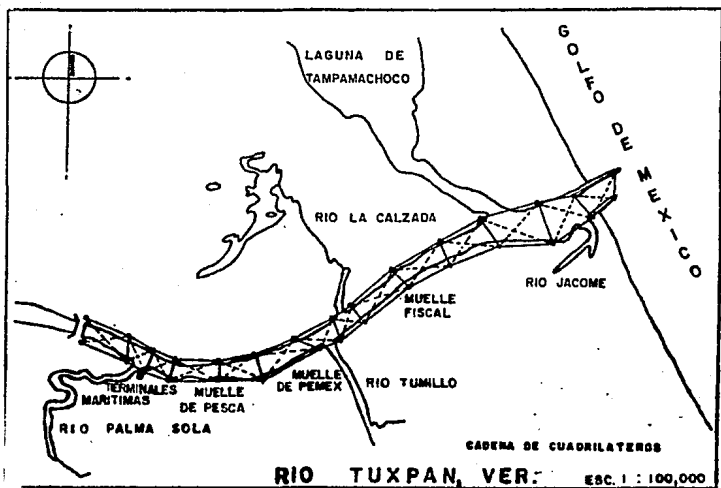 GOLFO DE MEXICO
LAGUNA DE
TAMPAMACHOCO
RIO LA CALZADA
RIO JACOME
MUELLE
FISCAL
MUELLE
DE PEMEX
RIO TUMILLO
TERMINALES
MARITIMAS
MUELLE
DE PESCA
RIO PALMA SOLA
CADENA DE CUADRILATEROS
RIO TUXPAN, VER.
ESC. 1 : 100,000